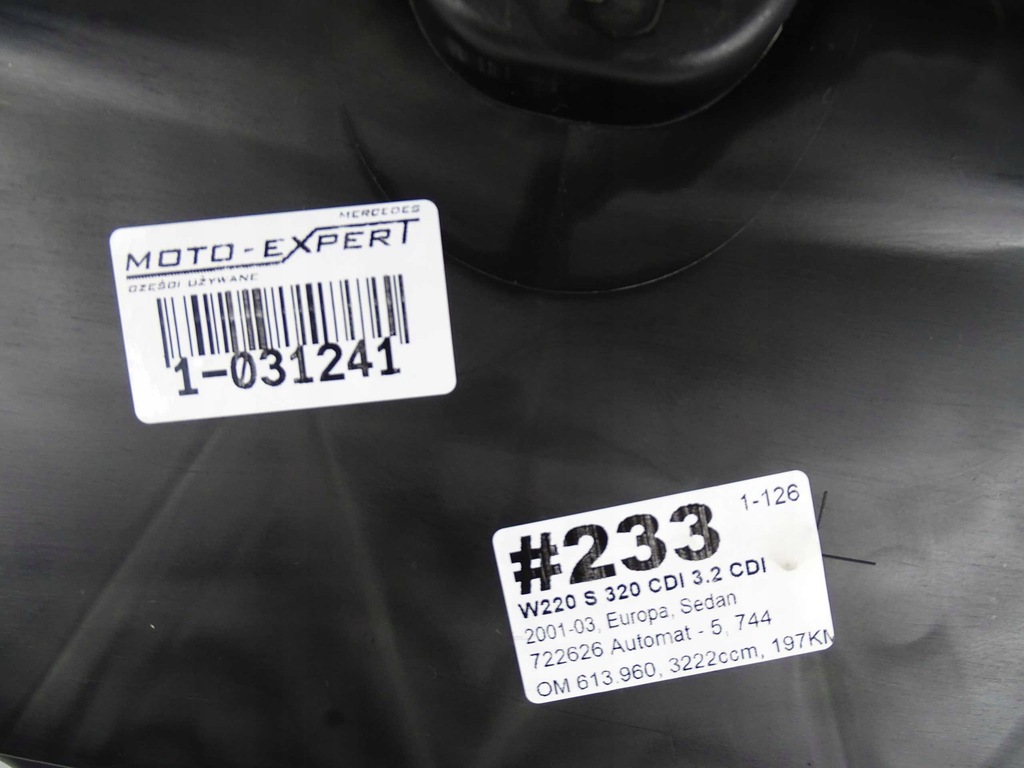 MERCEDES
MOTO-EXPERT
CZĘŚCI UŻYWANE
1-031241
1-126
#233
W220 S 320 CDI 3.2 CDI
2001-03, Europa, Sedan
722626 Automat - 5, 744
OM 613.960, 3222ccm, 197KM